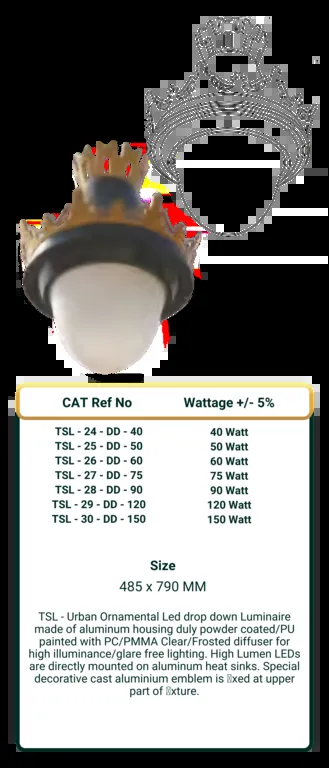 CAT Ref No Wattage +/- 5%
TSL - 24 - DD - 40 40 Watt
TSL - 25 - DD - 50 50 Watt
TSL - 26 - DD - 60 60 Watt
TSL - 27 - DD - 75 75 Watt
TSL - 28 - DD - 90 90 Watt
TSL - 29 - DD - 120 120 Watt
TSL - 30 - DD - 150 150 Watt
Size
485 x 790 MM
TSL - Urban Ornamental Led drop down Luminaire
made of aluminum housing duly powder coated/PU
painted with PC/PMMA Clear/Frosted diffuser for
high illuminance/glare free lighting. High Lumen LEDs
are directly mounted on aluminum heat sinks. Special
decorative cast aluminium emblem is ▯xed at upper
part of ▯xture.